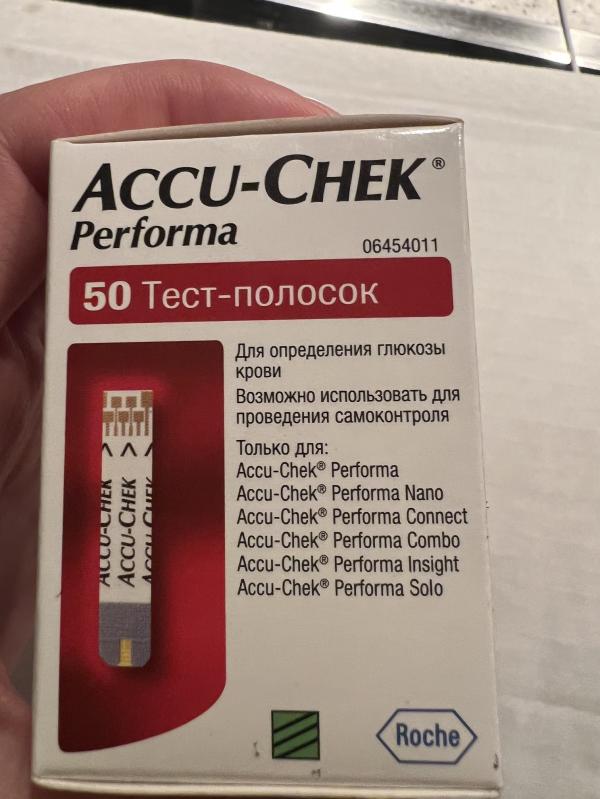 ACCU-CHEK®
Performa
06454011
50 Тест-полосок
Для определения глюкозы
крови
Возможно использовать для
проведения самоконтроля
Только для:
Accu-Chek® Performa
Accu-Chek® Performa Nano
Accu-Chek® Performa Connect
Accu-Chek® Performa Combo
Accu-Chek® Performa Insight
Accu-Chek® Performa Solo
ACCU-CHEK
ACCU-CHEK
ACCU-CHEK
Roche